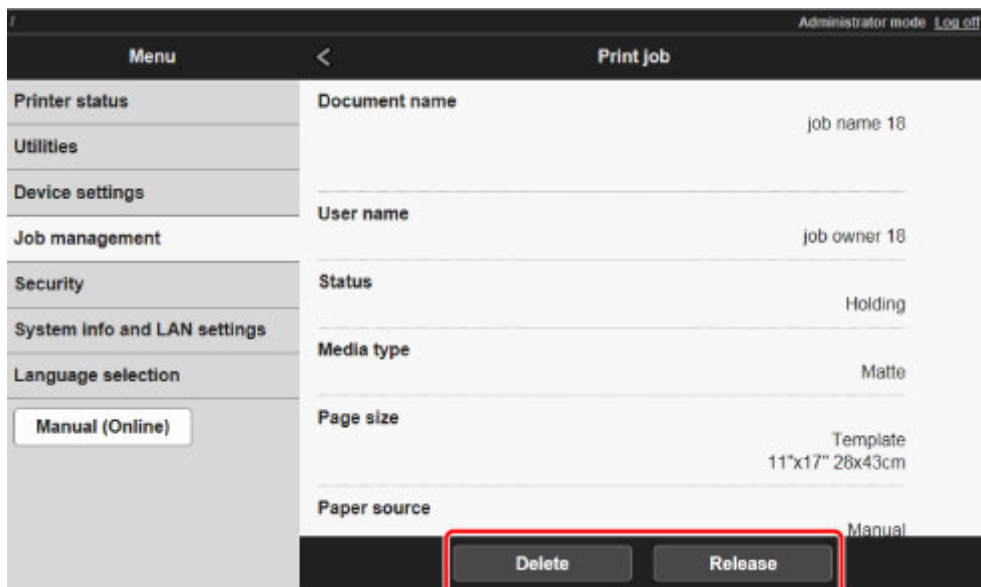 Administrator mode Log off
Menu
Print job
Printer status
Utilities
Device settings
Job management
Security
System info and LAN settings
Language selection
Manual (Online)
Document name
job name 18
User name
job owner 18
Status
Holding
Media type
Matte
Page size
Template
11"x17" 28x43cm
Paper source
Manual
Delete
Release